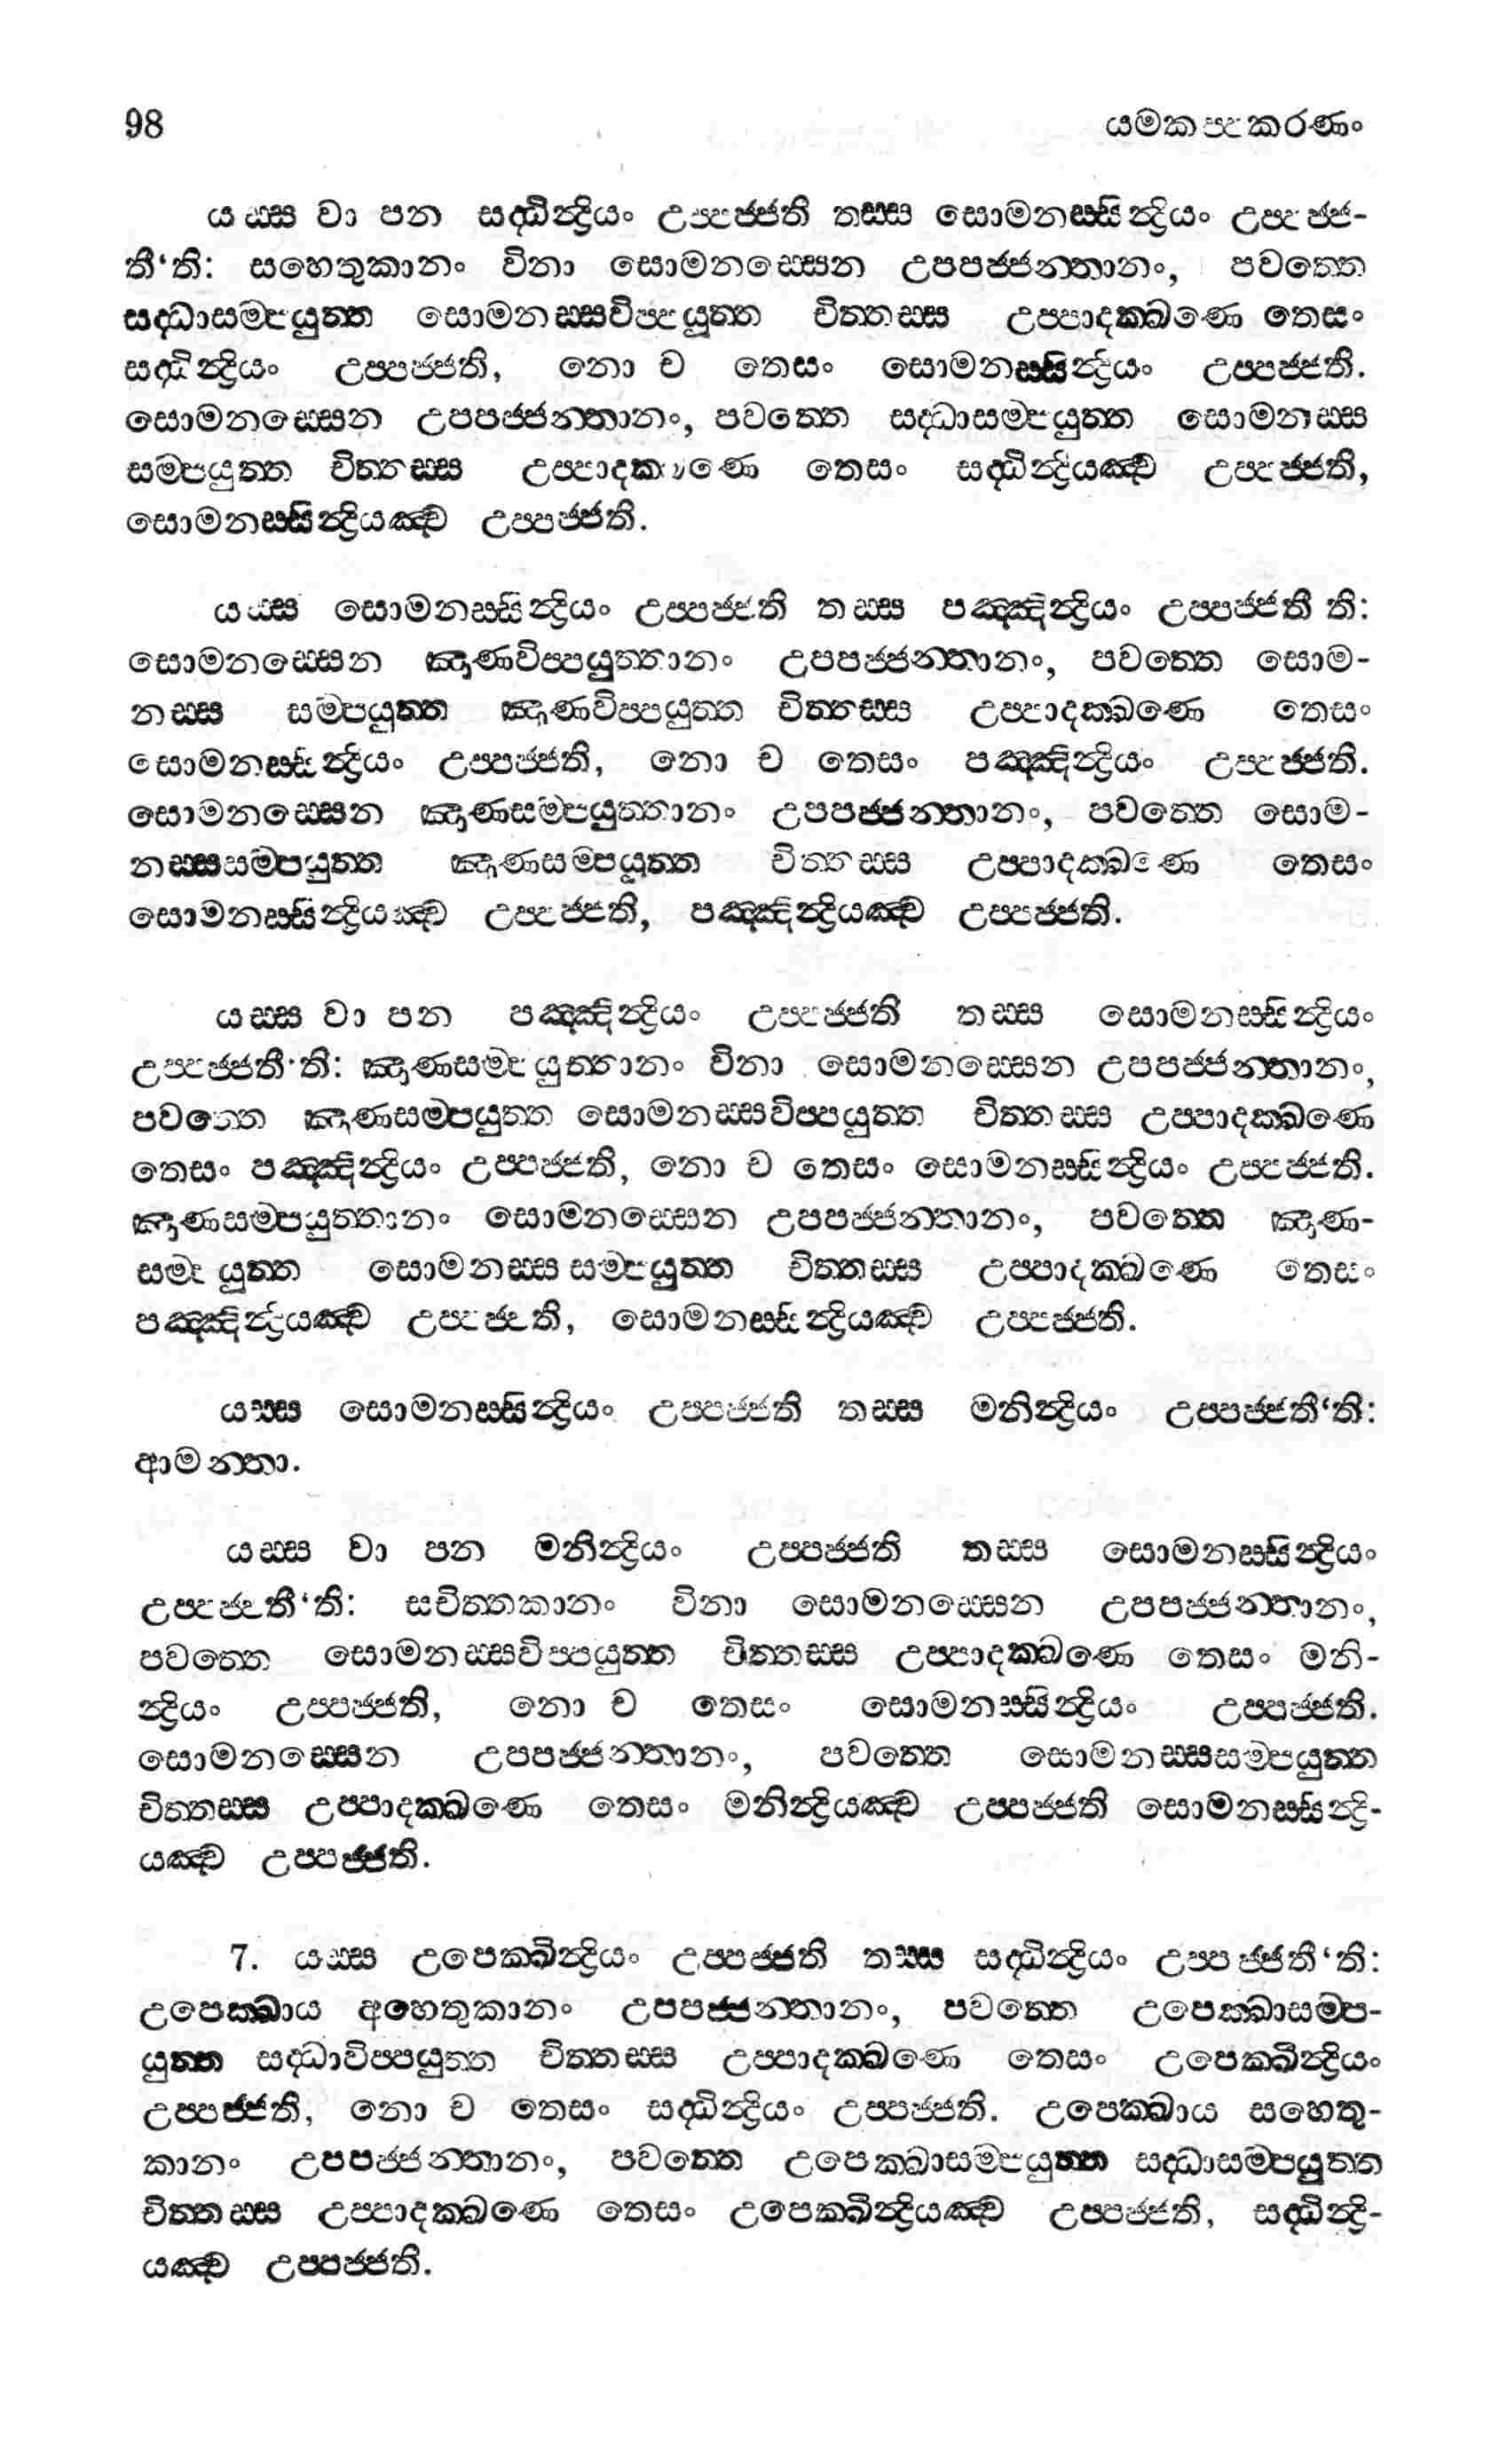 98 යමකප්පකරණං
යස්ස වා පන සද්ධින්ද්‍රියං උප්පජ්ජති තස්ස සොමනස්සින්ද්‍රියං උප්පජ්ජ-
තී‘ති: සහෙතුකානං විනා සොමනස්සෙන උපපජ්ජන්තානං, පවත්තෙ
සද්ධාසම්පයුත්ත සොමනස්සවිප්පයුත්ත චිත්තස්ස උප්පාදක්ඛණෙ තෙසං
සද්ධින්ද්‍රියං උප්පජ්ජති, නො ච තෙසං සොමනස්සින්ද්‍රියං උප්පජ්ජති.
සොමනස්සෙන උපපජ්ජන්තානං, පවත්තෙ සද්ධාසම්පයුත්ත සොමනස්ස
සම්පයුත්ත චිත්තස්ස උප්පාදක්ඛණෙ තෙසං සද්ධින්ද්‍රියඤ්ච උප්පජ්ජති,
සොමනස්සින්ද්‍රියඤ්ච උප්පජ්ජති.
යස්ස සොමනස්සින්ද්‍රියං උප්පජ්ජති තස්ස පඤ්ඤින්ද්‍රියං උප්පජ්ජතී ති:
සොමනස්සෙන ඤාණවිප්පයුත්තානං උපපජ්ජන්තානං, පවත්තෙ සොම-
නස්ස සම්පයුත්ත ඤාණවිප්පයුත්ත චිත්තස්ස උප්පාදක්ඛණෙ තෙසං
සොමනස්සින්ද්‍රියං උප්පජ්ජති, නො ච තෙසං පඤ්ඤින්ද්‍රියං උප්පජ්ජති.
සොමනස්සෙන ඤාණසම්පයුත්තානං උපපජ්ජන්තානං, පවත්තෙ සොම-
නස්සසම්පයුත්ත ඤාණසම්පයුත්ත චිත්තස්ස උප්පාදක්ඛණෙ තෙසං
සොමනස්සින්ද්‍රියඤ්ච උප්පජ්ජති, පඤ්ඤින්ද්‍රියඤ්ච උප්පජ්ජති.
යස්ස වා පන පඤ්ඤින්ද්‍රියං උප්පජ්ජති තස්ස සොමනස්සින්ද්‍රියං
උප්පජ්ජතී‘ති: ඤාණසම්පයුත්තානං විනා සොමනස්සෙන උපපජ්ජන්තානං,
පවත්තෙ ඤාණසම්පයුත්ත සොමනස්සවිප්පයුත්ත චිත්තස්ස උප්පාදක්ඛණෙ
තෙසං පඤ්ඤින්ද්‍රියං උප්පජ්ජති, නො ච තෙසං සොමනස්සින්ද්‍රියං උප්පජ්ජති.
ඤාණසම්පයුත්තානං සොමනස්සෙන උපපජ්ජන්තානං, පවත්තෙ ඤාණ-
සම්පයුත්ත සොමනස්ස සම්පයුත්ත චිත්තස්ස උප්පාදක්ඛණෙ තෙසං
පඤ්ඤින්ද්‍රියඤ්ච උප්පජ්ජති, සොමනස්සින්ද්‍රියඤ්ච උප්පජ්ජති.
යස්ස සොමනස්සින්ද්‍රියං උප්පජ්ජති තස්ස මනින්ද්‍රියං උප්පජ්ජතී‘ති:
ආමන්තා.
යස්ස වා පන මනින්ද්‍රියං උප්පජ්ජති තස්ස සොමනස්සින්ද්‍රියං
උප්පජ්ජතී‘ති: සචිත්තකානං විනා සොමනස්සෙන උපපජ්ජන්තානං,
පවත්තෙ සොමනස්සවිප්පයුත්ත චිත්තස්ස උප්පාදක්ඛණෙ තෙසං මනි-
න්ද්‍රියං උප්පජ්ජති, නො ච තෙසං සොමනස්සින්ද්‍රියං උප්පජ්ජති.
සොමනස්සෙන උපපජ්ජන්තානං, පවත්තෙ සොමනස්සසම්පයුත්ත
චිත්තස්ස උප්පාදක්ඛණෙ තෙසං මනින්ද්‍රියඤ්ච උප්පජ්ජති සොමනස්සින්ද්‍රි-
යඤ්ච උප්පජ්ජති.
7. යස්ස උපෙක්ඛින්ද්‍රියං උප්පජ්ජති තස්ස සද්ධින්ද්‍රියං උප්පජ්ජතී‘ති:
උපෙක්ඛාය අහෙතුකානං උපපජ්ජන්තානං, පවත්තෙ උපෙක්ඛාසම්ප-
යුත්ත සද්ධාවිප්පයුත්ත චිත්තස්ස උප්පාදක්ඛණෙ තෙසං උපෙක්ඛින්ද්‍රියං
උප්පජ්ජති, නො ච තෙසං සද්ධින්ද්‍රියං උප්පජ්ජති. උපෙක්ඛාය සහෙතු-
කානං උපපජ්ජන්තානං, පවත්තෙ උපෙක්ඛාසම්පයුත්ත සද්ධාසම්පයුත්ත
චිත්තස්ස උප්පාදක්ඛණෙ තෙසං උපෙක්ඛින්ද්‍රියඤ්ච උප්පජ්ජති, සද්ධින්ද්‍රි-
යඤ්ච උප්පජ්ජති.